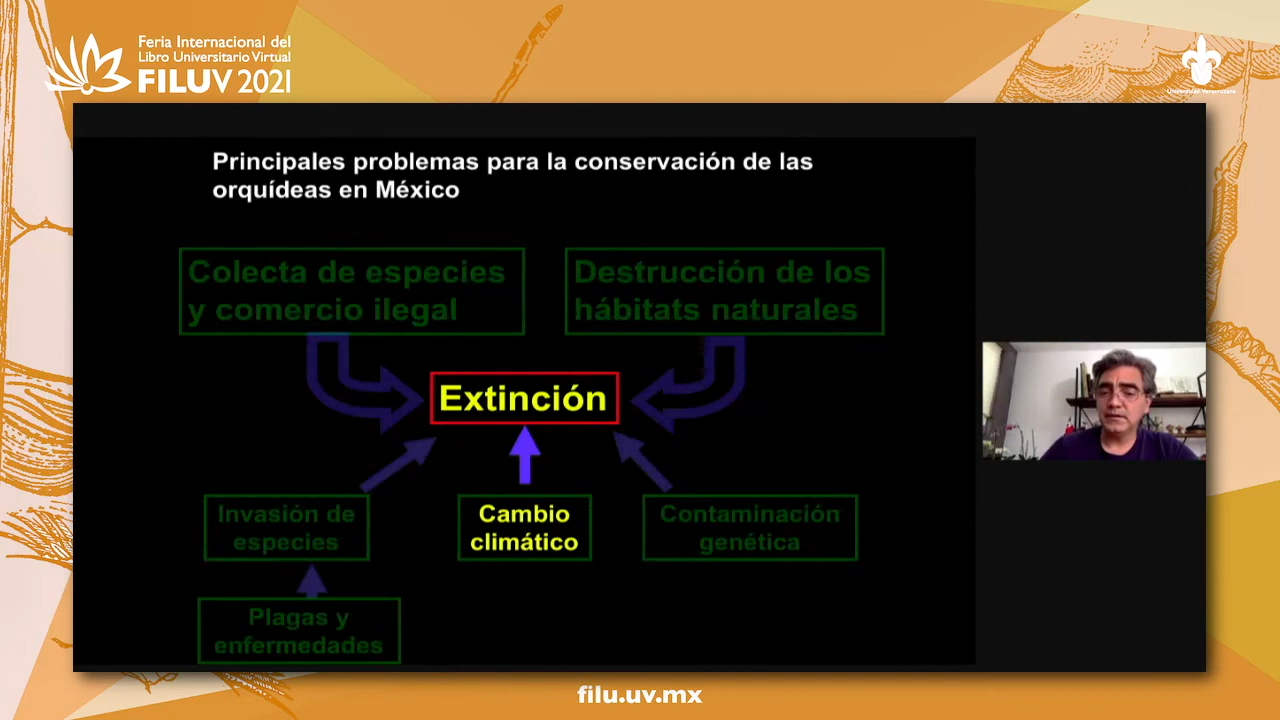 Feria Internacional del
Libro Universitario Virtual
FILUV 2021
Universidad Veracruzana
Principales problemas para la conservación de las
orquídeas en México
Colecta de especies
y comercio ilegal
Destrucción de los
hábitats naturales
Extinción
Invasión de
especies
Cambio
climático
Contaminación
genética
Plagas y
enfermedades
filu.uv.mx